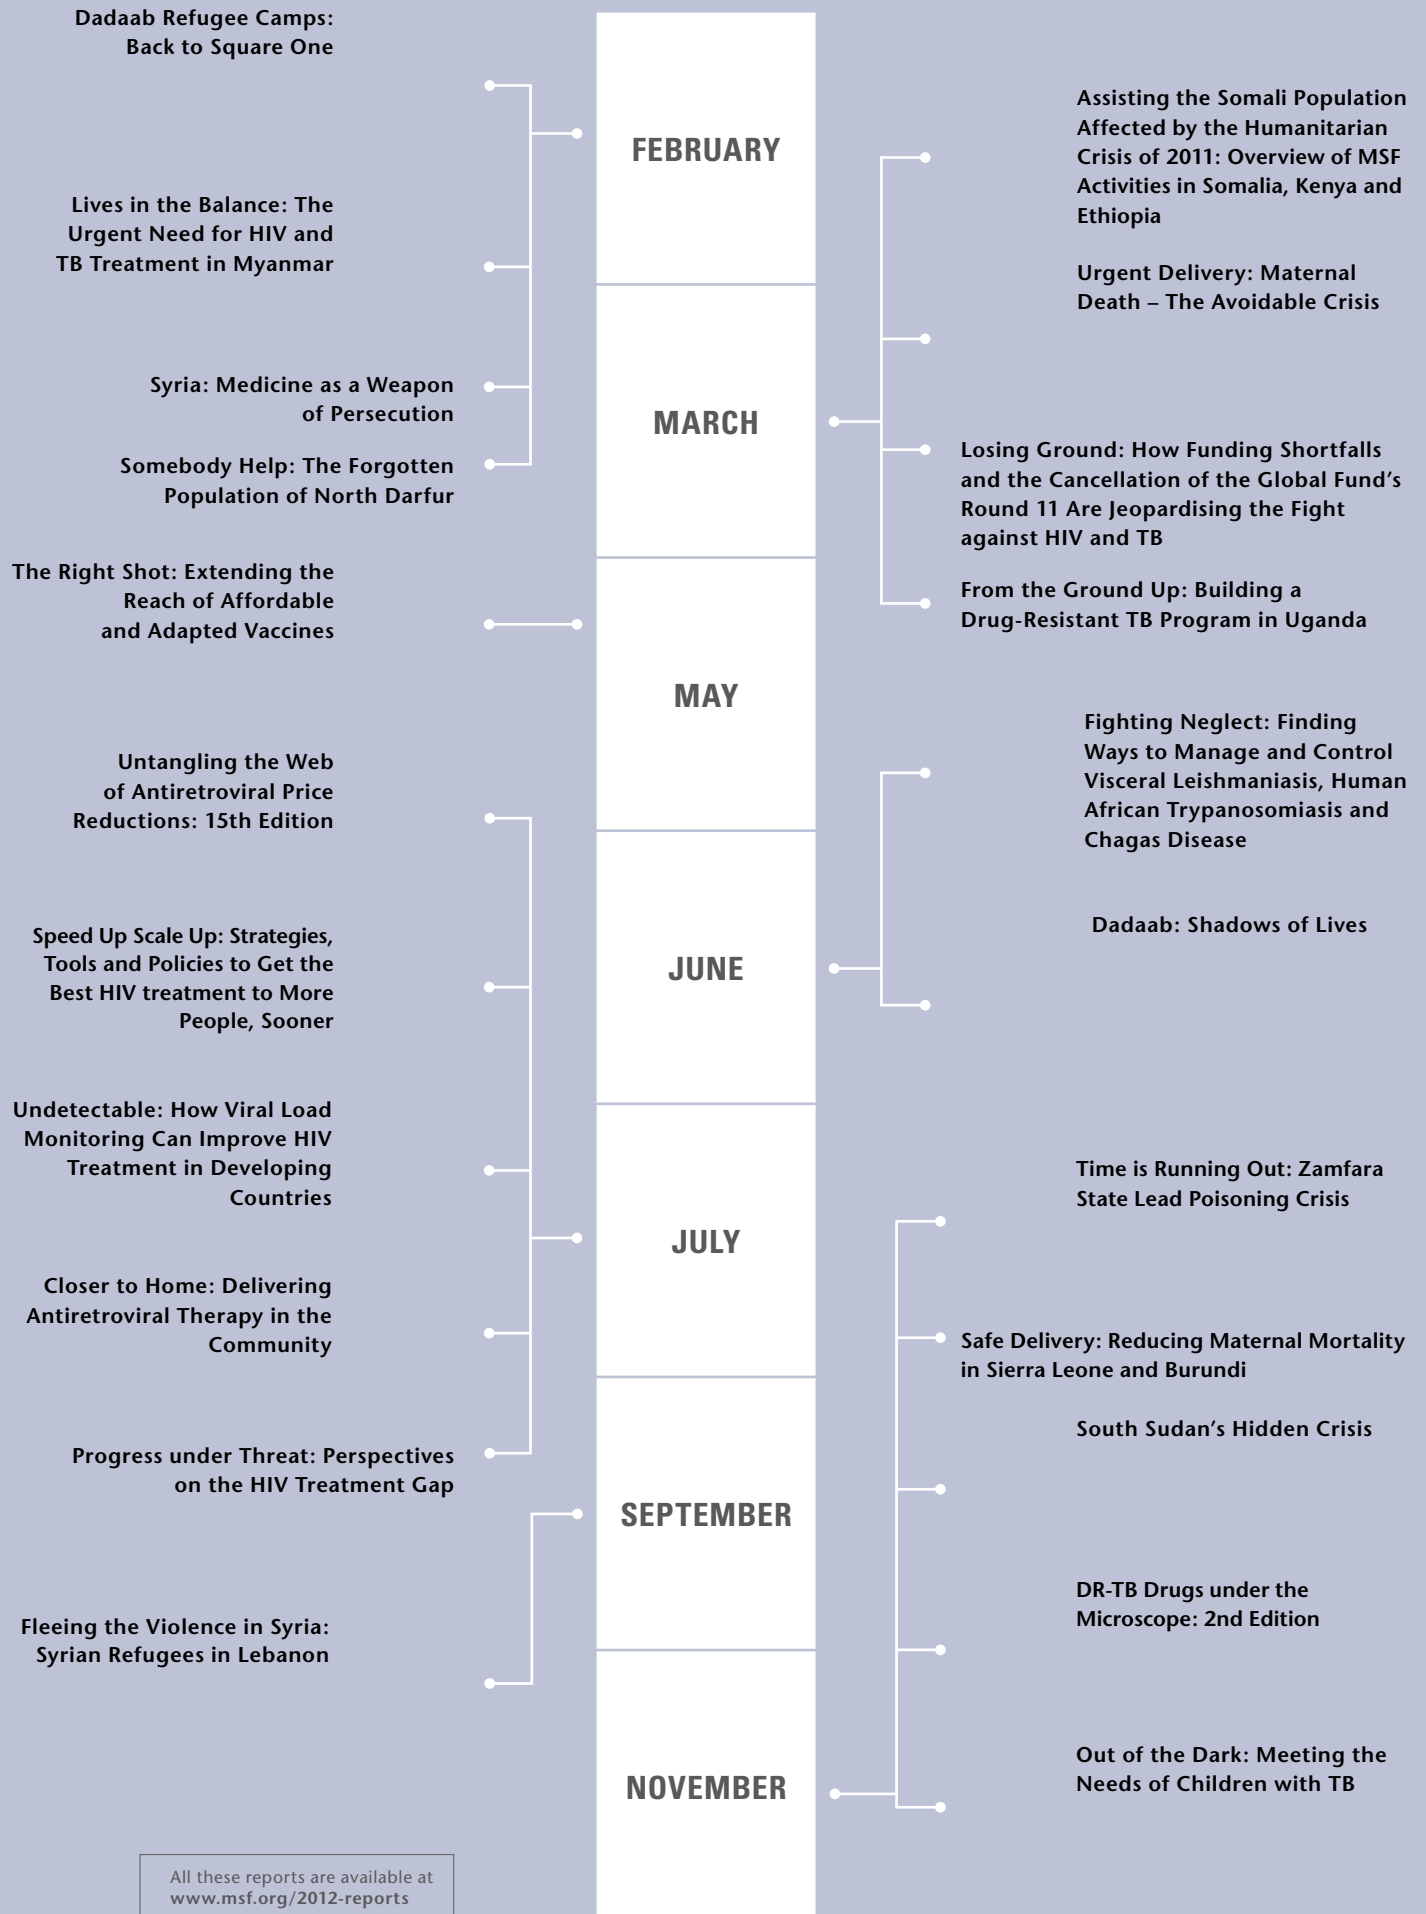 FEBRUARY
Dadaab Refugee Camps:
Back to Square One
Lives in the Balance: The
Urgent Need for HIV and
TB Treatment in Myanmar
Syria: Medicine as a Weapon
of Persecution
Somebody Help: The Forgotten
Population of North Darfur
MARCH
Assisting the Somali Population
Affected by the Humanitarian
Crisis of 2011: Overview of MSF
Activities in Somalia, Kenya and
Ethiopia
Urgent Delivery: Maternal
Death – The Avoidable Crisis
Losing Ground: How Funding Shortfalls
and the Cancellation of the Global Fund’s
Round 11 Are Jeopardising the Fight
against HIV and TB
From the Ground Up: Building a
Drug-Resistant TB Program in Uganda
MAY
The Right Shot: Extending the
Reach of Affordable
and Adapted Vaccines
JUNE
Fighting Neglect: Finding
Ways to Manage and Control
Visceral Leishmaniasis, Human
African Trypanosomiasis and
Chagas Disease
Dadaab: Shadows of Lives
JULY
Untangling the Web
of Antiretroviral Price
Reductions: 15th Edition
Speed Up Scale Up: Strategies,
Tools and Policies to Get the
Best HIV treatment to More
People, Sooner
Undetectable: How Viral Load
Monitoring Can Improve HIV
Treatment in Developing
Countries
Closer to Home: Delivering
Antiretroviral Therapy in the
Community
Progress under Threat: Perspectives
on the HIV Treatment Gap
SEPTEMBER
Fleeing the Violence in Syria:
Syrian Refugees in Lebanon
NOVEMBER
Time is Running Out: Zamfara
State Lead Poisoning Crisis
Safe Delivery: Reducing Maternal Mortality
in Sierra Leone and Burundi
South Sudan’s Hidden Crisis
DR-TB Drugs under the
Microscope: 2nd Edition
Out of the Dark: Meeting the
Needs of Children with TB
All these reports are available at
www.msf.org/2012-reports